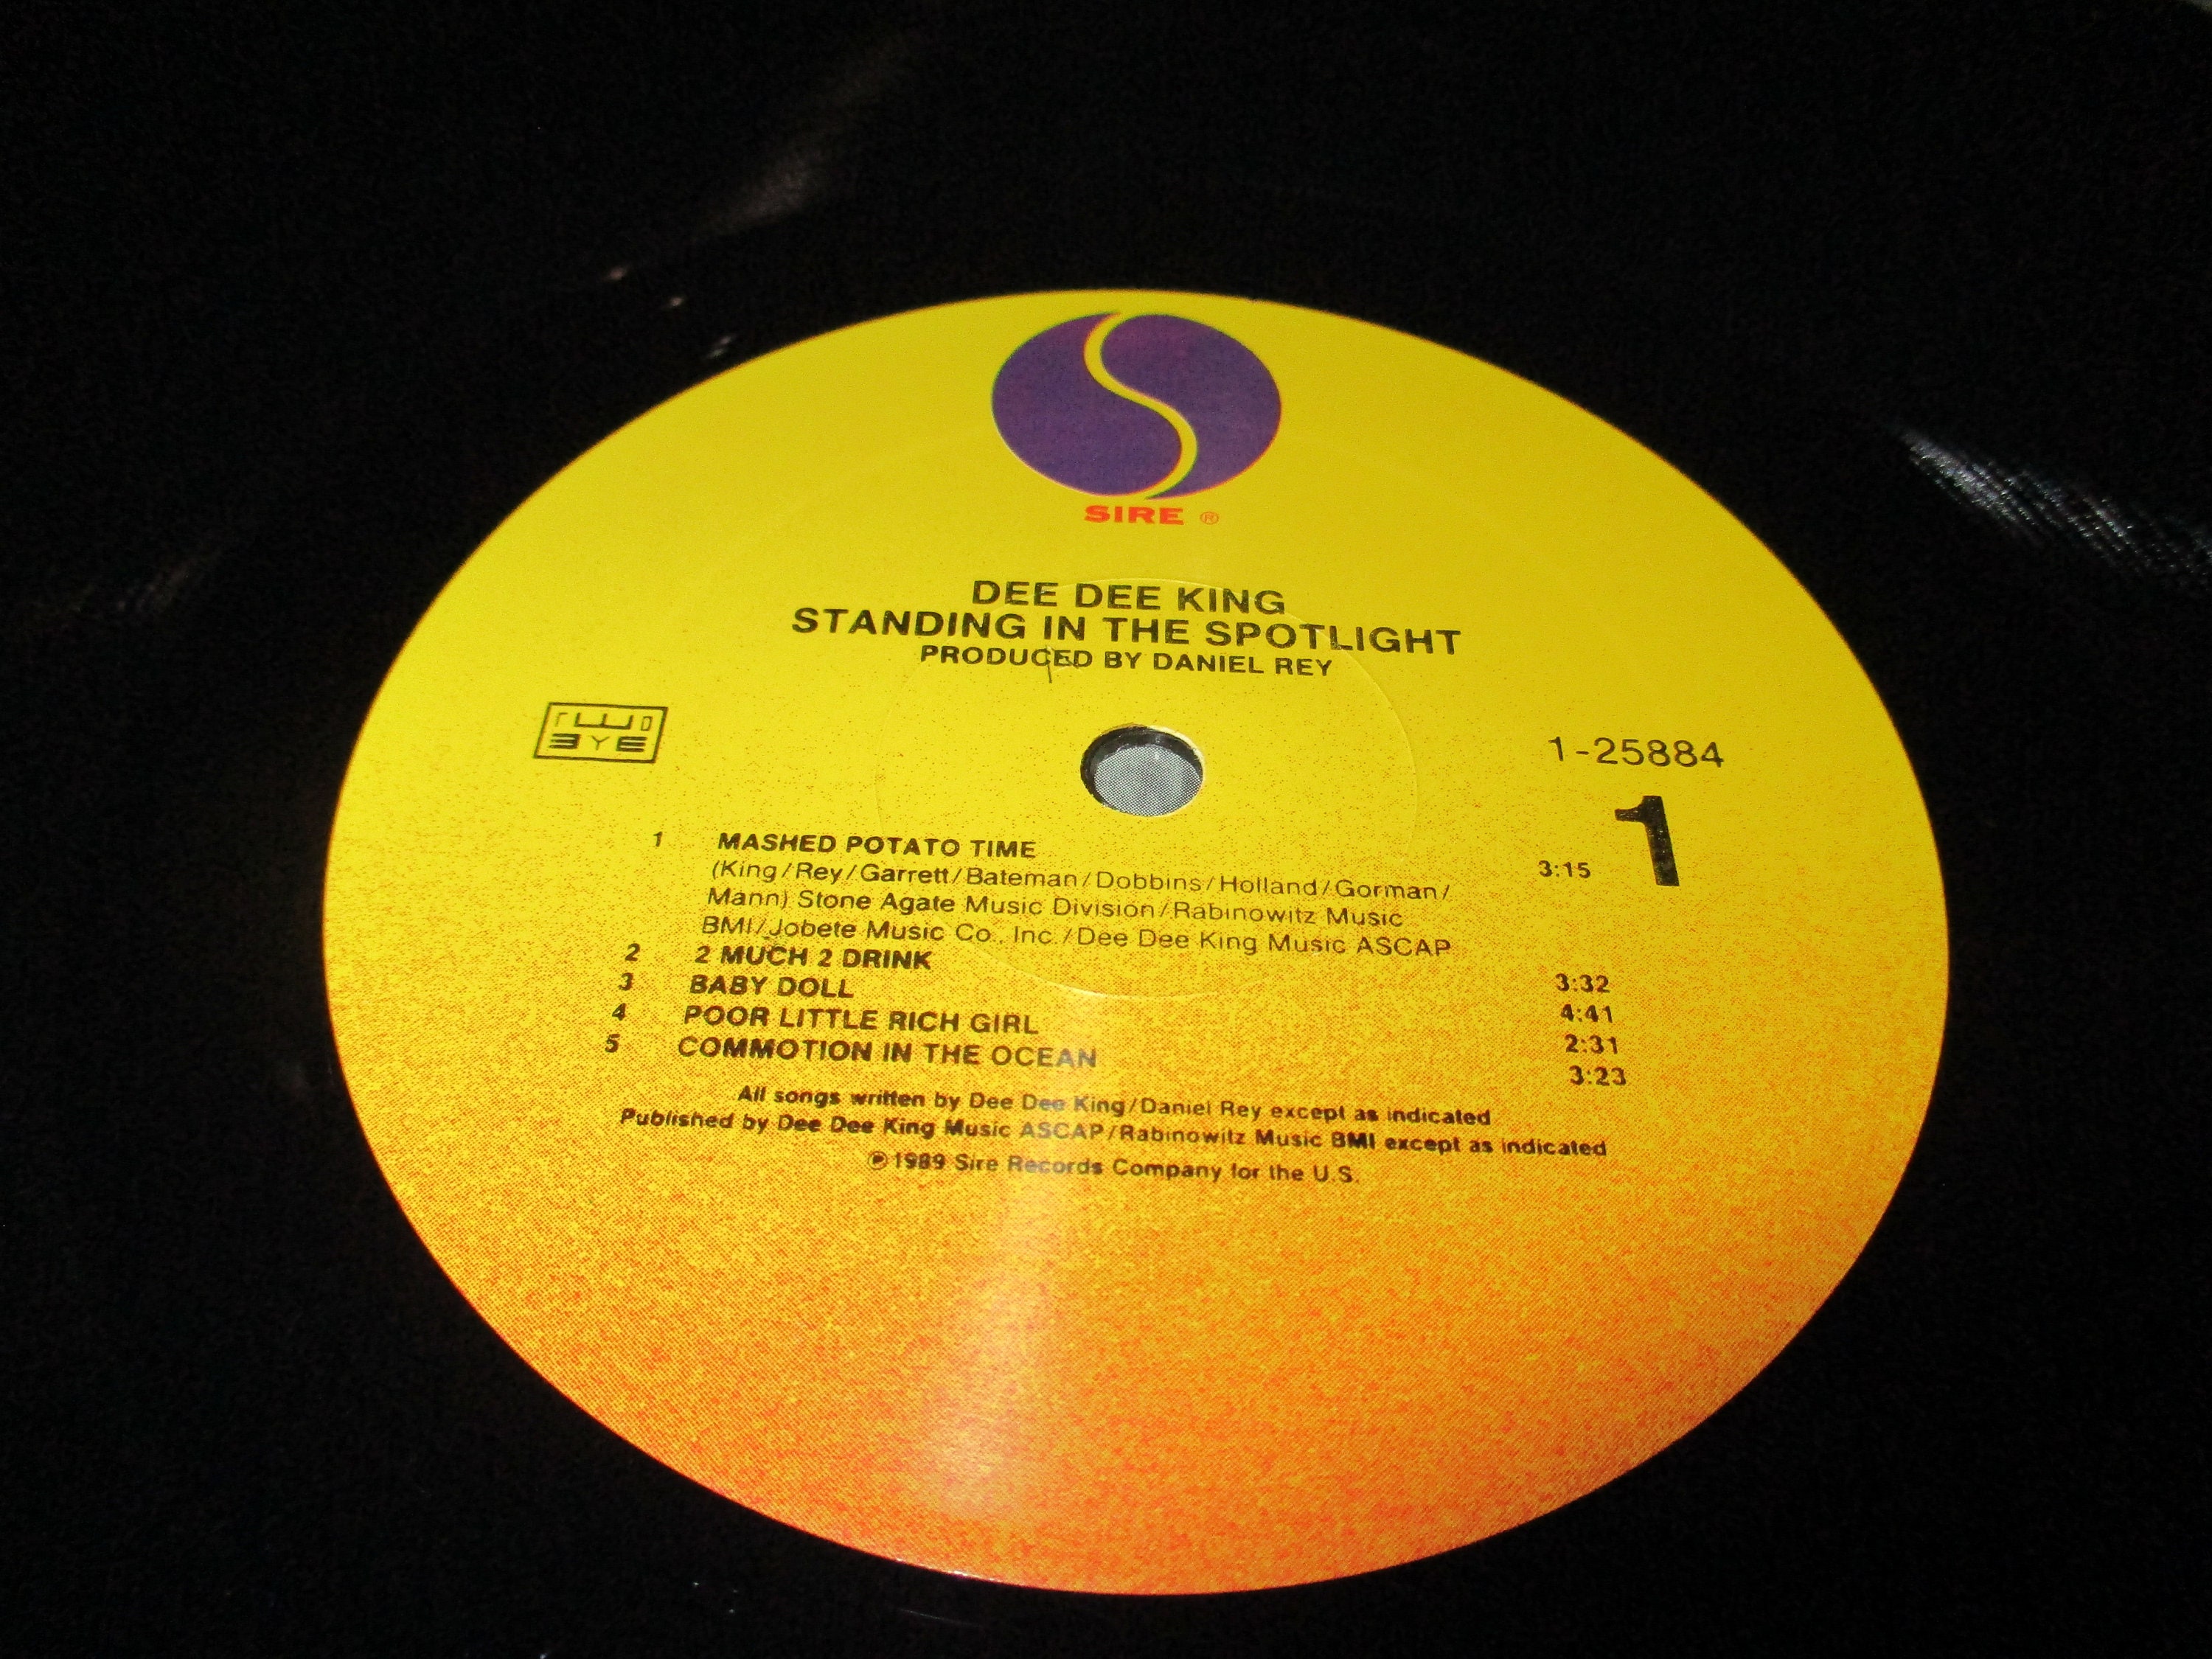 SIRE ®
DEE DEE KING
STANDING IN THE SPOTLIGHT
PRODUCED BY DANIEL REY
1-25884
1
1 MASHED POTATO TIME 3:15
(King/Rey/Garrett/Bateman/Dobbins/Holland/Gorman/
Mann) Stone Agate Music Division/Rabinowitz Music
BMI/Jobete Music Co., Inc./Dee Dee King Music ASCAP
2 2 MUCH 2 DRINK 3:32
3 BABY DOLL 4:41
4 POOR LITTLE RICH GIRL 2:31
5 COMMOTION IN THE OCEAN 3:23
All songs written by Dee Dee King/Daniel Rey except as indicated
Published by Dee Dee King Music ASCAP/Rabinowitz Music BMI except as indicated
℗1989 Sire Records Company for the U.S.